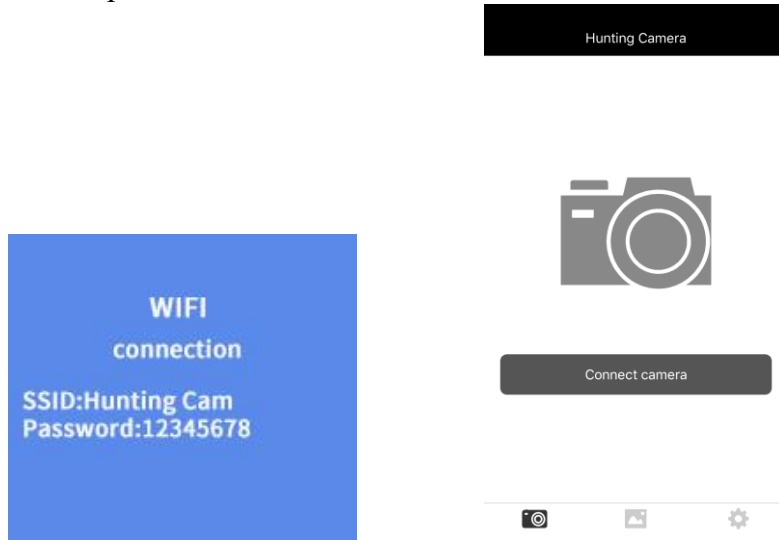 WIFI
connection
SSID:Hunting Cam
Password:12345678
Hunting Camera
Connect camera